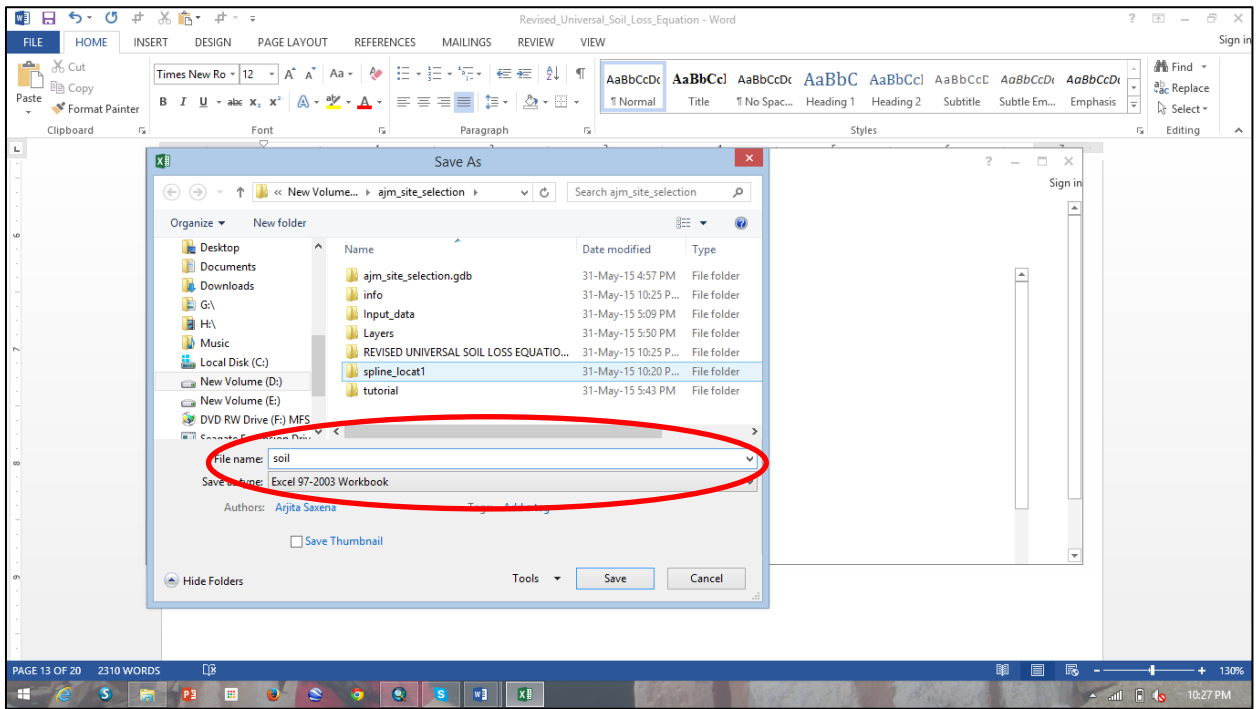 Revised_Universal_Soil_Loss_Equation - Word
FILE HOME INSERT DESIGN PAGE LAYOUT REFERENCES MAILINGS REVIEW VIEW Sign in
Cut
Copy
Paste
Format Painter
Times New Ro 12
Find
Replace
Select
AaBbCcDc AaBbCcl AaBbCcDc AaBbC AaBbCcl AaBbCcC AaBbCcDc AaBbCcDc
¶ Normal Title ¶ No Spac... Heading 1 Heading 2 Subtitle Subtle Em... Emphasis
Clipboard Font Paragraph Styles Editing
Save As
Sign in
« New Volume... ajm_site_selection Search ajm_site_selection
Organize New folder
Name Date modified Type
Desktop
Documents
Downloads
G:\
H:\
Music
Local Disk (C:)
New Volume (D:)
New Volume (E:)
DVD RW Drive (F:) MFS
ajm_site_selection.gdb 31-May-15 4:57 PM File folder
info 31-May-15 10:25 P... File folder
Input_data 31-May-15 5:09 PM File folder
Layers 31-May-15 5:50 PM File folder
REVISED UNIVERSAL SOIL LOSS EQUATIO... 31-May-15 10:25 P... File folder
spline_locat1 31-May-15 10:20 P... File folder
tutorial 31-May-15 5:43 PM File folder
File name: soil
Save as type: Excel 97-2003 Workbook
Authors: Arjita Saxena
Save Thumbnail
Hide Folders Tools Save Cancel
PAGE 13 OF 20 2310 WORDS 130%
10:27 PM